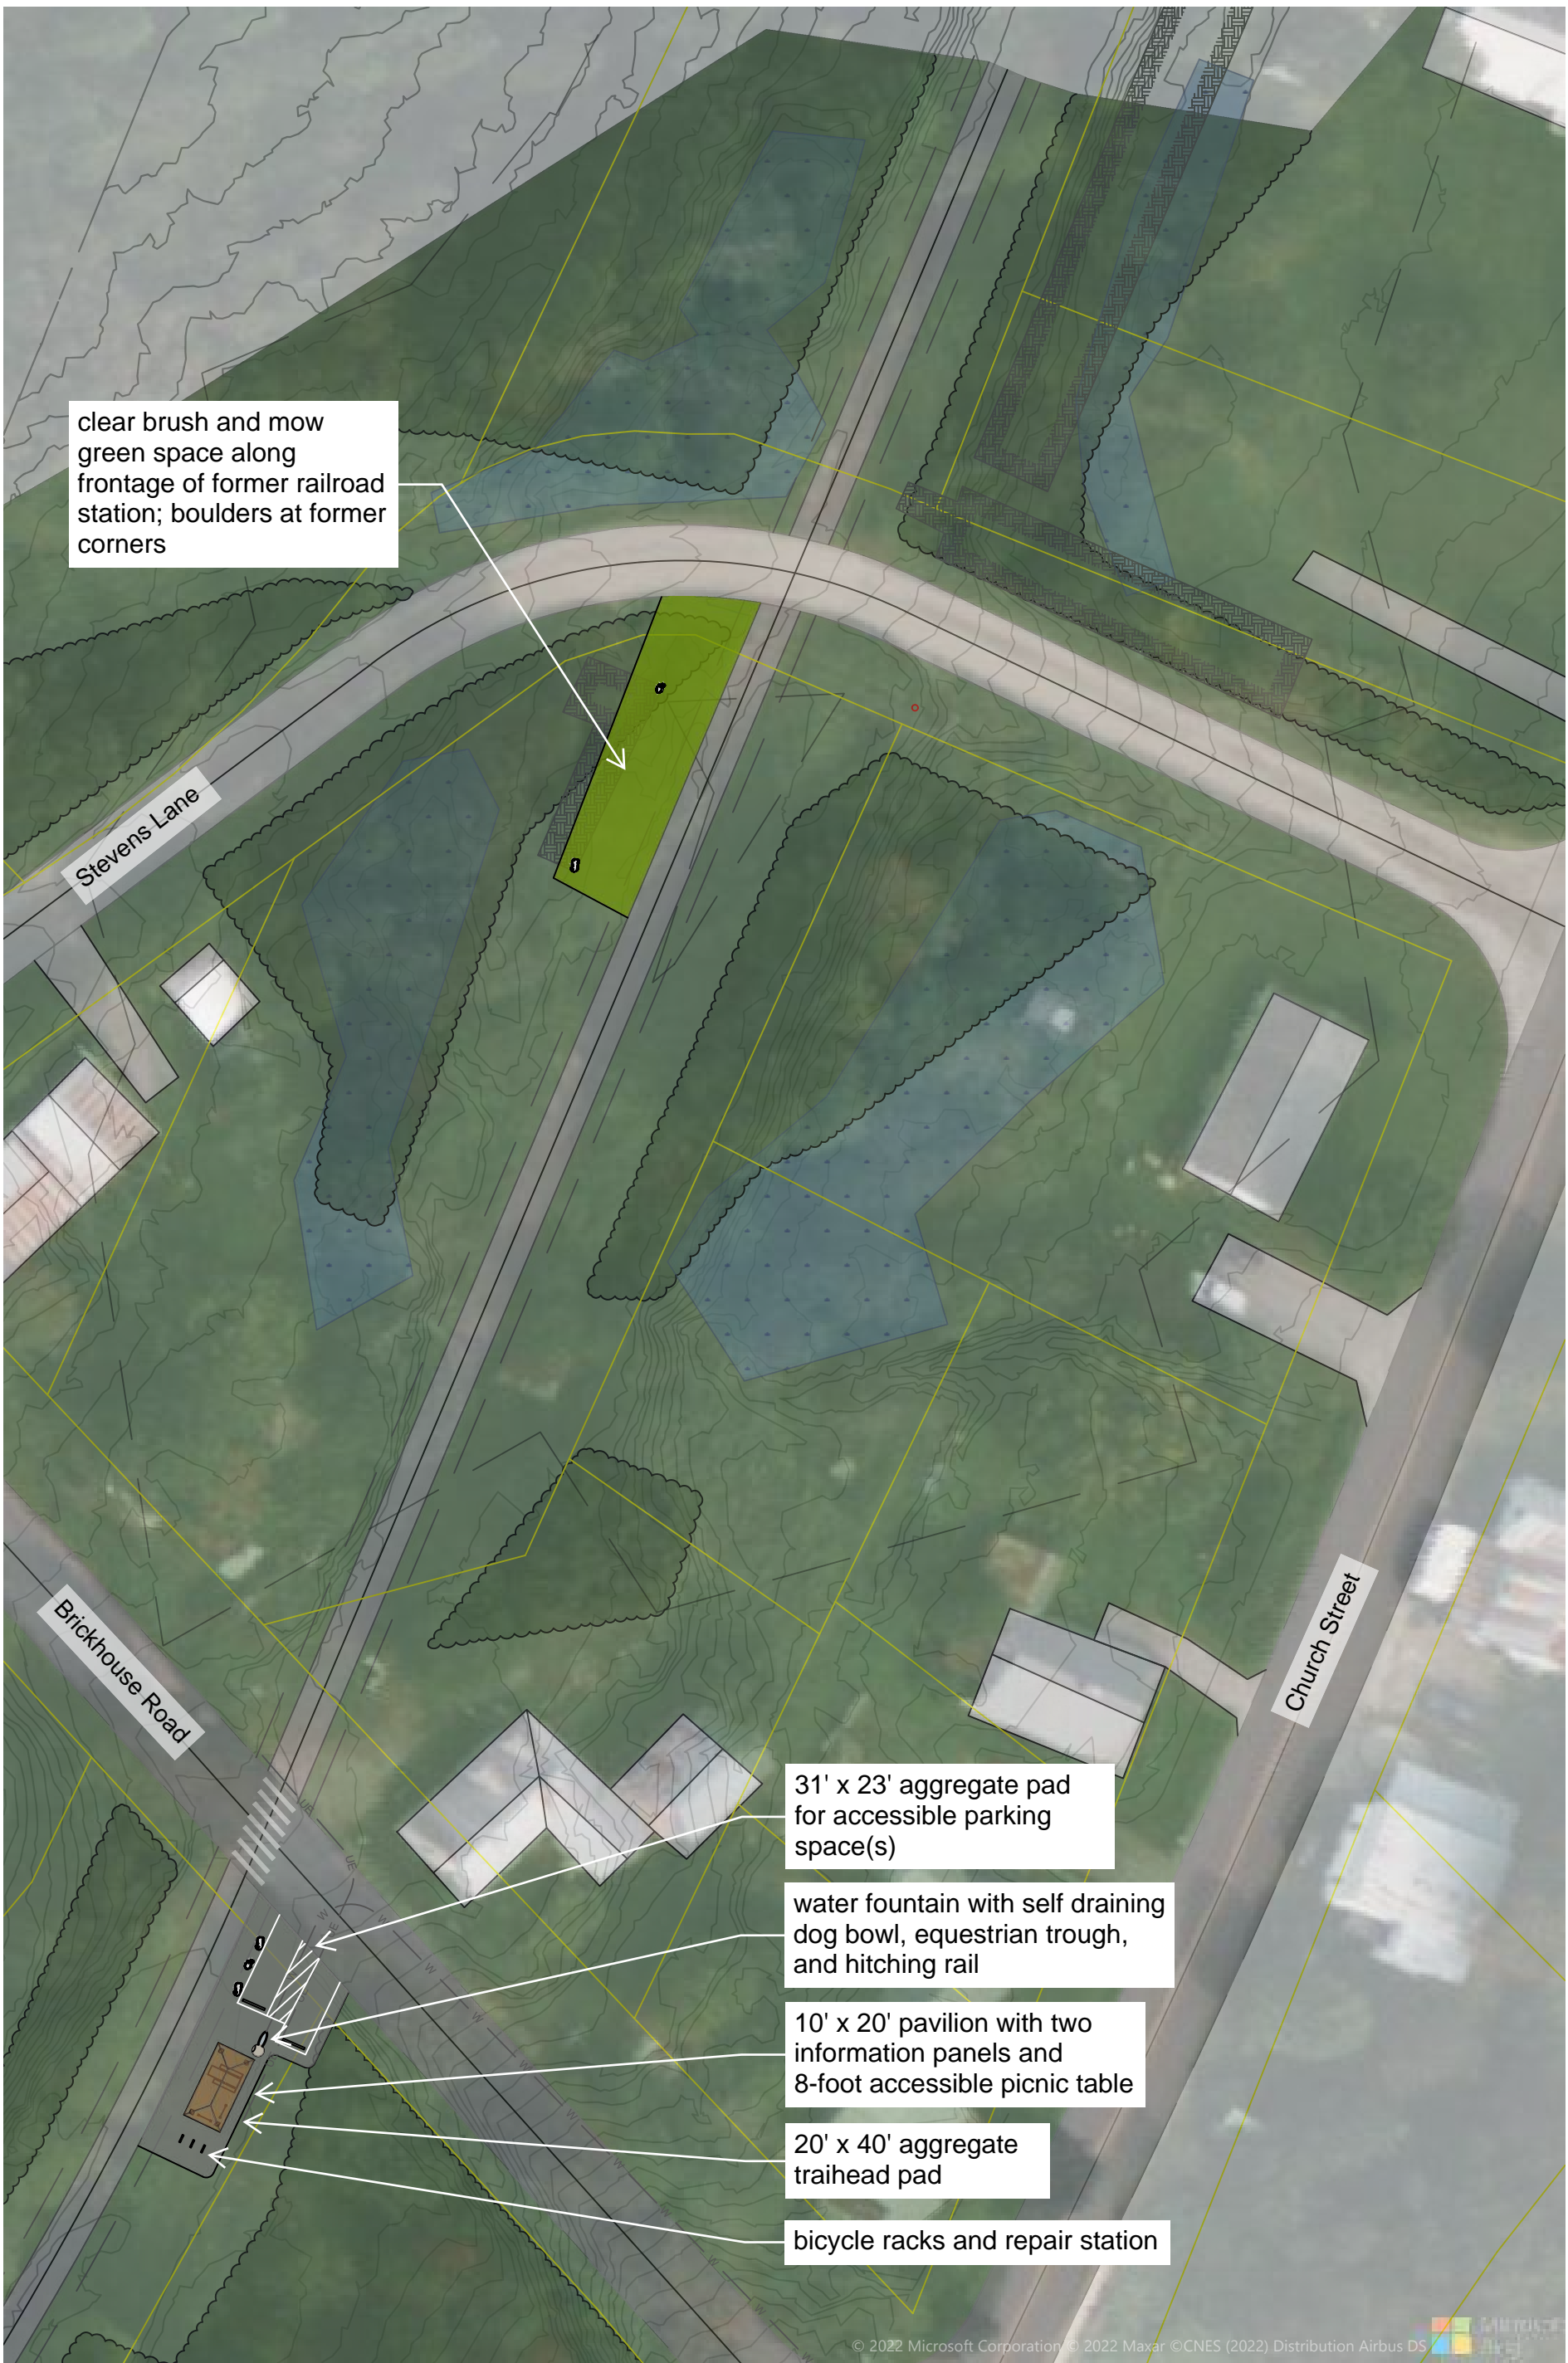 clear brush and mow
green space along
frontage of former railroad
station; boulders at former
corners
Stevens Lane
Brickhouse Road
Church Street
UE
UE
W
E
W
W
W
W
W
W
W
W
31' x 23' aggregate pad
for accessible parking
space(s)
water fountain with self draining
dog bowl, equestrian trough,
and hitching rail
10' x 20' pavilion with two
information panels and
8-foot accessible picnic table
20' x 40' aggregate
traihead pad
bicycle racks and repair station
© 2022 Microsoft Corporation © 2022 Maxar ©CNES (2022) Distribution Airbus DS